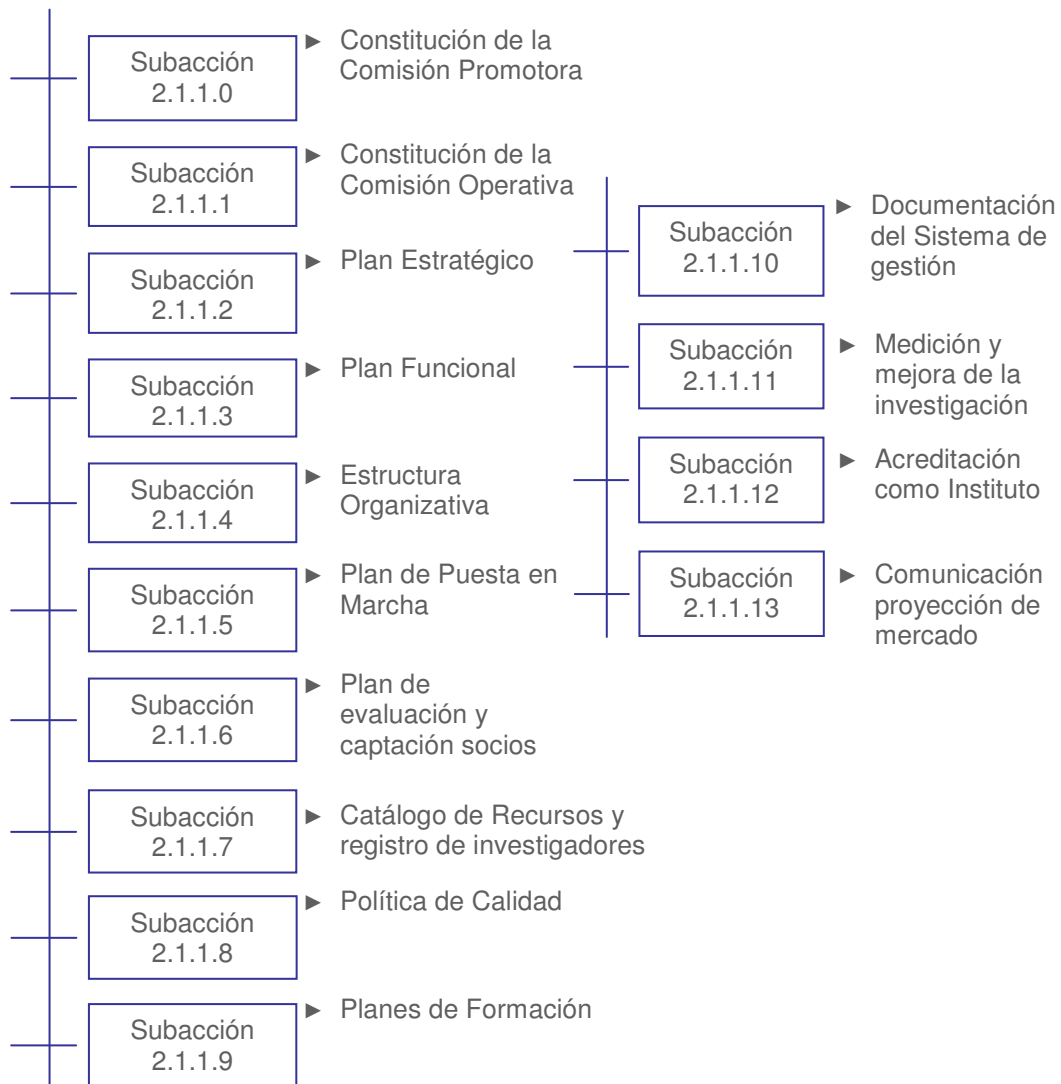 Subacción
2.1.1.0
► Constitución de la
Comisión Promotora
Subacción
2.1.1.1
► Constitución de la
Comisión Operativa
Subacción
2.1.1.2
► Plan Estratégico
Subacción
2.1.1.3
► Plan Funcional
Subacción
2.1.1.4
► Estructura
Organizativa
Subacción
2.1.1.5
► Plan de Puesta en
Marcha
Subacción
2.1.1.6
► Plan de
evaluación y
captación socios
Subacción
2.1.1.7
► Catálogo de Recursos y
registro de investigadores
Subacción
2.1.1.8
► Política de Calidad
Subacción
2.1.1.9
► Planes de Formación
Subacción
2.1.1.10
► Documentación
del Sistema de
gestión
Subacción
2.1.1.11
► Medición y
mejora de la
investigación
Subacción
2.1.1.12
► Acreditación
como Instituto
Subacción
2.1.1.13
► Comunicación
proyección de
mercado